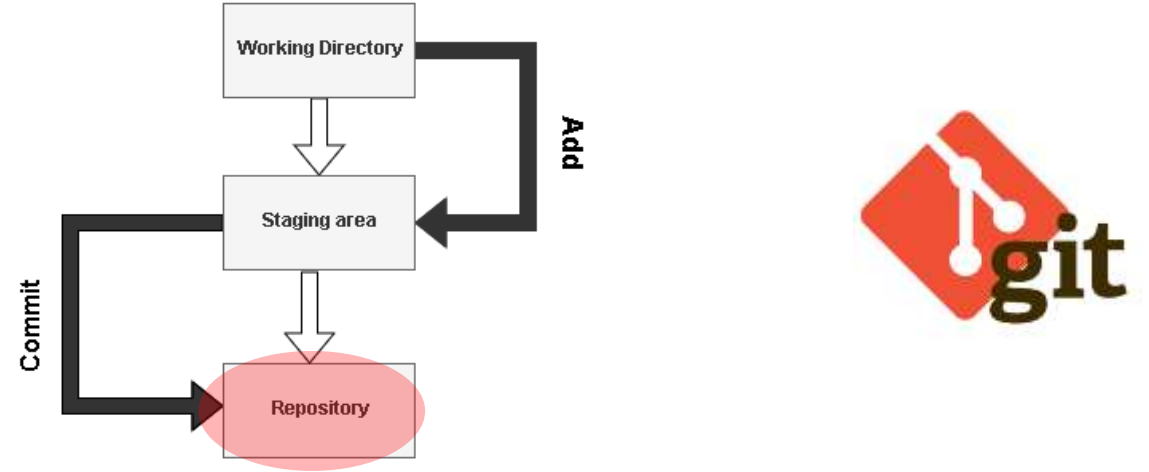 Working Directory
Add
Staging area
Commit
Repository
git